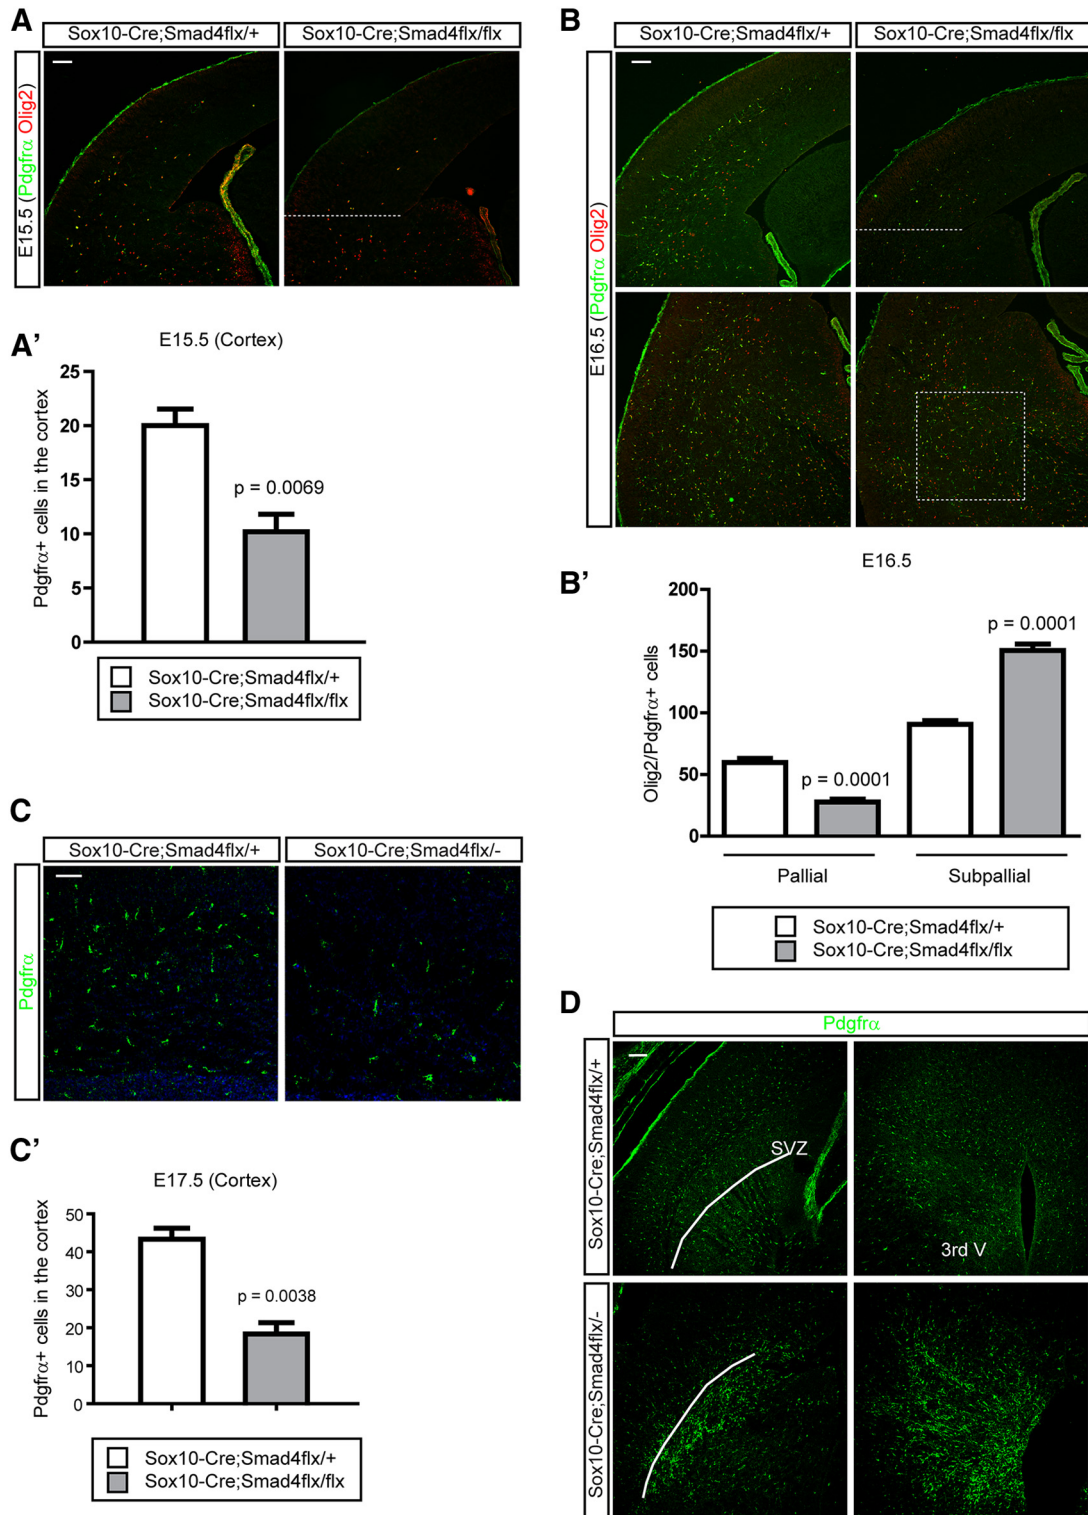 A
Sox10-Cre;Smad4flx/+
Sox10-Cre;Smad4flx/flx
E15.5 (Pdgfrα Olig2)
A'
E15.5 (Cortex)
Pdgfrα+ cells in the cortex
25
20
15
10
5
0
p = 0.0069
Sox10-Cre;Smad4flx/+
Sox10-Cre;Smad4flx/flx
B
Sox10-Cre;Smad4flx/+
Sox10-Cre;Smad4flx/flx
E16.5 (Pdgfrα Olig2)
B'
E16.5
Olig2/Pdgfrα+ cells
200
150
100
50
0
p = 0.0001
p = 0.0001
Pallial
Subpallial
Sox10-Cre;Smad4flx/+
Sox10-Cre;Smad4flx/flx
C
Sox10-Cre;Smad4flx/+
Sox10-Cre;Smad4flx/-
Pdgfrα
C'
E17.5 (Cortex)
Pdgfrα+ cells in the cortex
50
40
30
20
10
0
p = 0.0038
Sox10-Cre;Smad4flx/+
Sox10-Cre;Smad4flx/flx
D
Pdgfrα
Sox10-Cre;Smad4flx/+
SVZ
3rd V
Sox10-Cre;Smad4flx/-